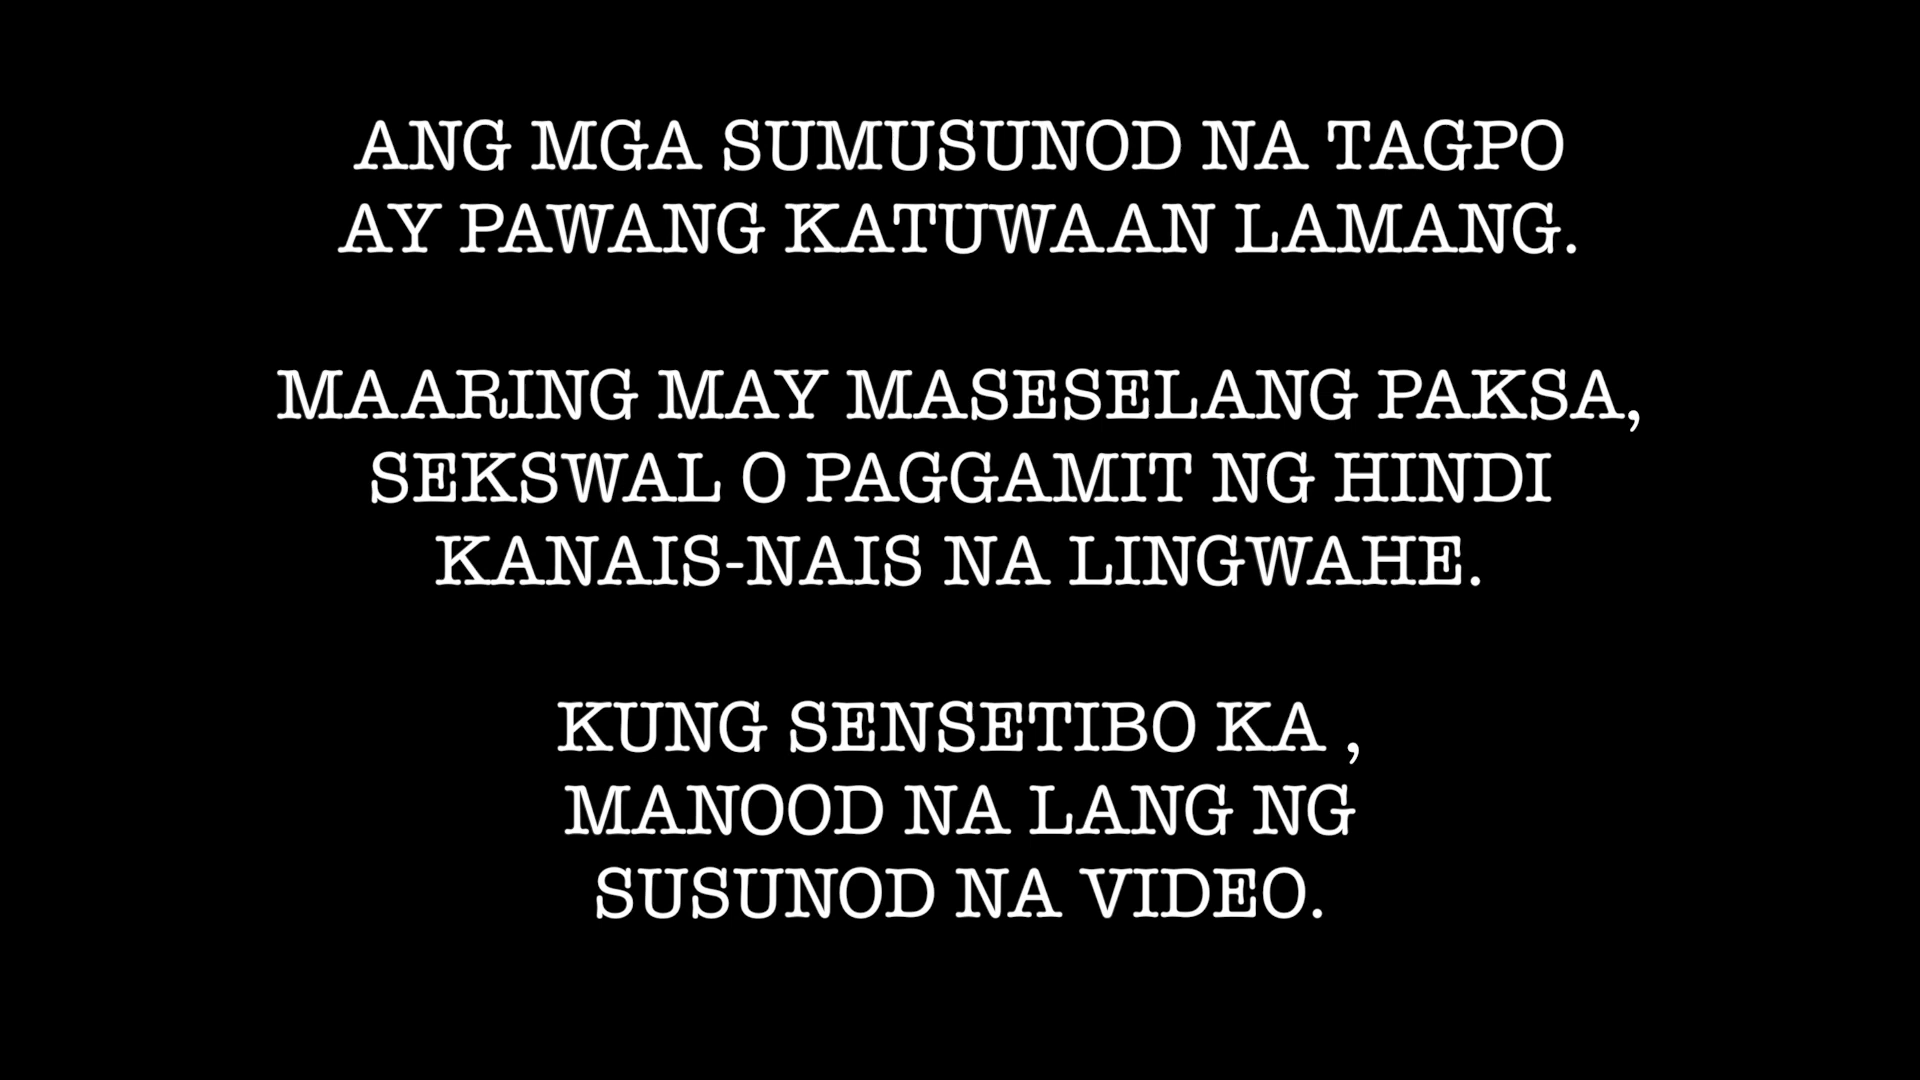 ANG MGA SUMUSUNOD NA TAGPO
AY PAWANG KATUWAAN LAMANG.
MAARING MAY MASESELANG PAKSA,
SEKSWAL O PAGGAMIT NG HINDI
KANAIS-NAIS NA LINGWAHE.
KUNG SENSETIBO KA ,
MANOOD NA LANG NG
SUSUNOD NA VIDEO.